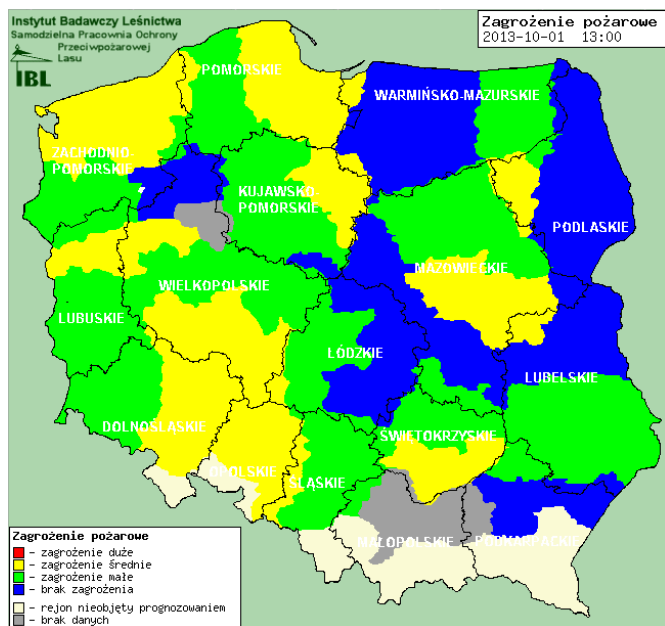 Instytut Badawczy Leśnictwa
Samodzielna Pracownia Ochrony
Przeciwpożarowej
Lasu
IBL
Zagrożenie pożarowe
2013-10-01 13:00
POMORSKIE
WARMIŃSKO-MAZURSKIE
ZACHODNIO-
POMORSKIE
KUJAWSKO-
POMORSKIE
PODLASKIE
MAZOWIECKIE
WIELKOPOLSKIE
LUBUSKIE
ŁÓDZKIE
LUBELSKIE
DOLNOŚLĄSKIE
ŚWIĘTOKRZYSKIE
OPOLSKIE
ŚLĄSKIE
MAŁOPOLSKIE
PODKARPACKIE
Zagrożenie pożarowe
- zagrożenie duże
- zagrożenie średnie
- zagrożenie małe
- brak zagrożenia
- rejon nieobjęty prognozowaniem
- brak danych